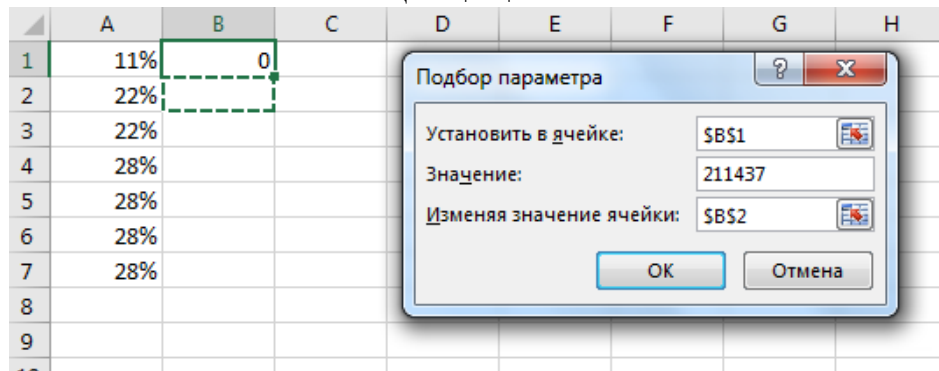 A B C D E F G H
1 11% 0
2 22%
3 22%
4 28%
5 28%
6 28%
7 28%
8
9
Подбор параметра
Установить в ячейке: $B$1
Значение: 211437
Изменяя значение ячейки: $B$2
ОК Отмена